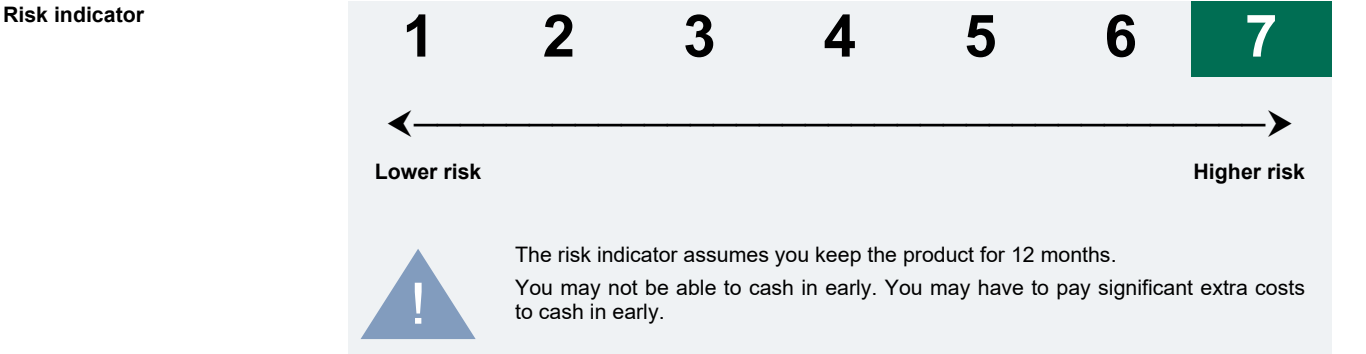 Risk indicator
1 2 3 4 5 6 7
Lower risk Higher risk
!
The risk indicator assumes you keep the product for 12 months.
You may not be able to cash in early. You may have to pay significant extra costs
to cash in early.